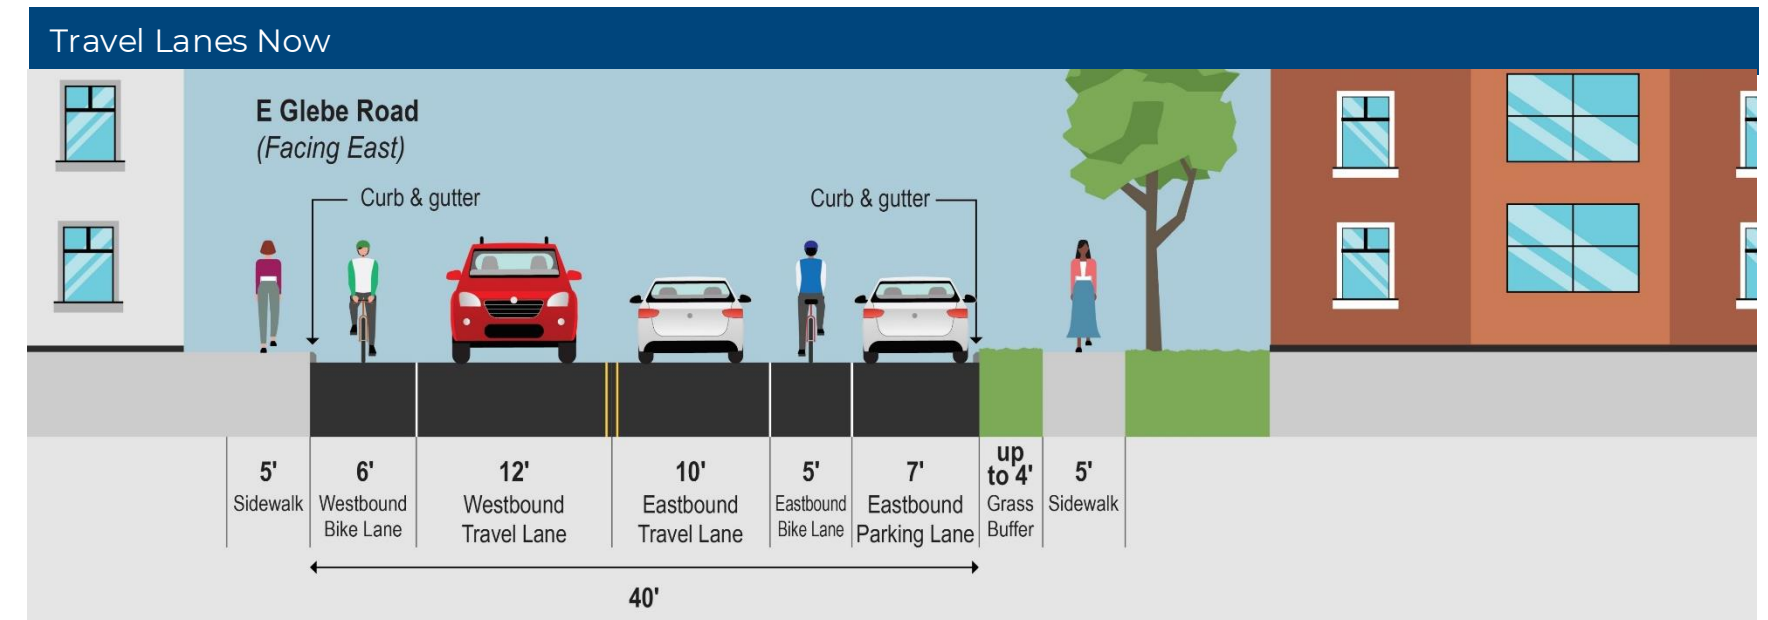 Travel Lanes Now
E Glebe Road
(Facing East)
Curb & gutter
Curb & gutter
5'
Sidewalk
6'
Westbound
Bike Lane
12'
Westbound
Travel Lane
10'
Eastbound
Travel Lane
5'
Eastbound
Bike Lane
7'
Eastbound
Parking Lane
up
to 4'
Grass
Buffer
5'
Sidewalk
40'